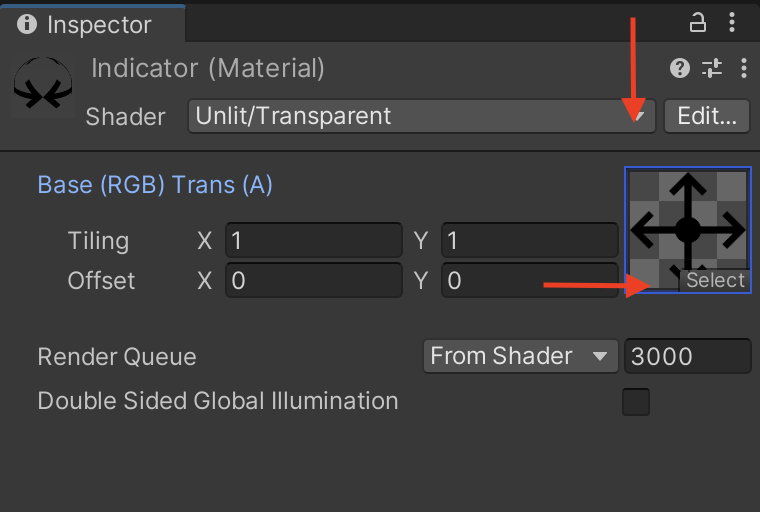 Inspector
Indicator (Material)
Shader Unlit/Transparent Edit...
Base (RGB) Trans (A)
Tiling X 1 Y 1
Offset X 0 Y 0
Select
Render Queue From Shader 3000
Double Sided Global Illumination